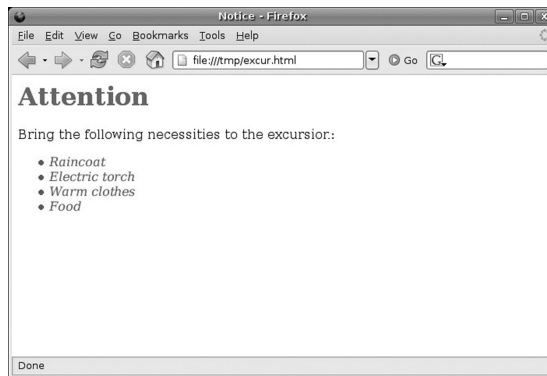 Notice - Firefox
File Edit View Go Bookmarks Tools Help
file:///tmp/excur.html Go G
Attention
Bring the following necessities to the excursion:
• Raincoat
• Electric torch
• Warm clothes
• Food
Done